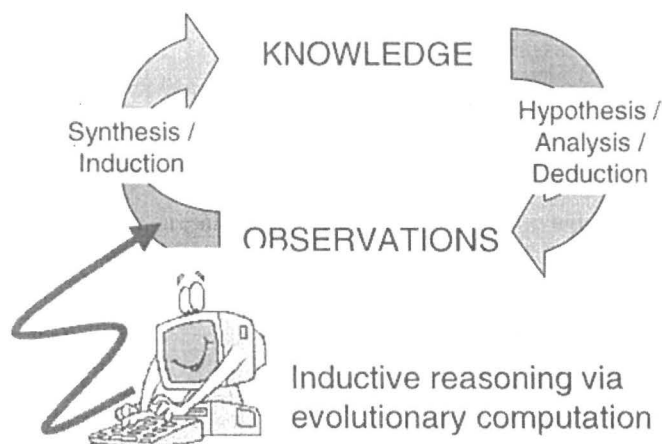 KNOWLEDGE
Synthesis /
Induction
Hypothesis /
Analysis /
Deduction
OBSERVATIONS
Inductive reasoning via
evolutionary computation